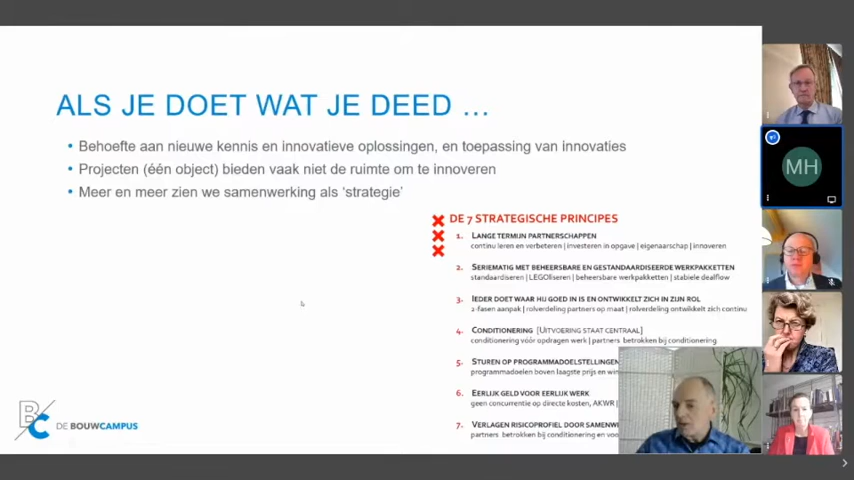 ALS JE DOET WAT JE DEED ...
• Behoefte aan nieuwe kennis en innovatieve oplossingen, en toepassing van innovaties
• Projecten (één object) bieden vaak niet de ruimte om te innoveren
• Meer en meer zien we samenwerking als ‘strategie’
DE 7 STRATEGISCHE PRINCIPES
1. LANGE TERMIJN PARTNERSCHAPPEN
continu leren en verbeteren | investeren in opgave | eigenaarschap | innoveren
2. SERIEMATIG MET BEHEERSBARE EN GESTANDAARDISEERDE WERKPAKKETTEN
standaardiseren | LEGOliseren | beheersbare werkpakketten | stabiele dealflow
3. IEDER DOET WAAR HIJ GOED IN IS EN ONTWIKKELT ZICH IN ZIJN ROL
2-fasen aanpak | rolverdeling partners op maat | rolverdeling ontwikkelt zich continu
4. CONDITIONERING [UITVOERING STAAT CENTRAAL]
conditionering vóór opdragen werk | partners betrokken bij conditionering
5. STUREN OP PROGRAMMADOELSTELLINGEN
programmadoelen boven laagste prijs en
6. EERLIJK GELD VOOR EERLIJK WERK
geen concurrentie op directe kosten, AKWR |
7. VERLAGEN RISICOPROFIEL DOOR
partners betrokken bij conditionering en
BC DE BOUWCAMPUS
MH